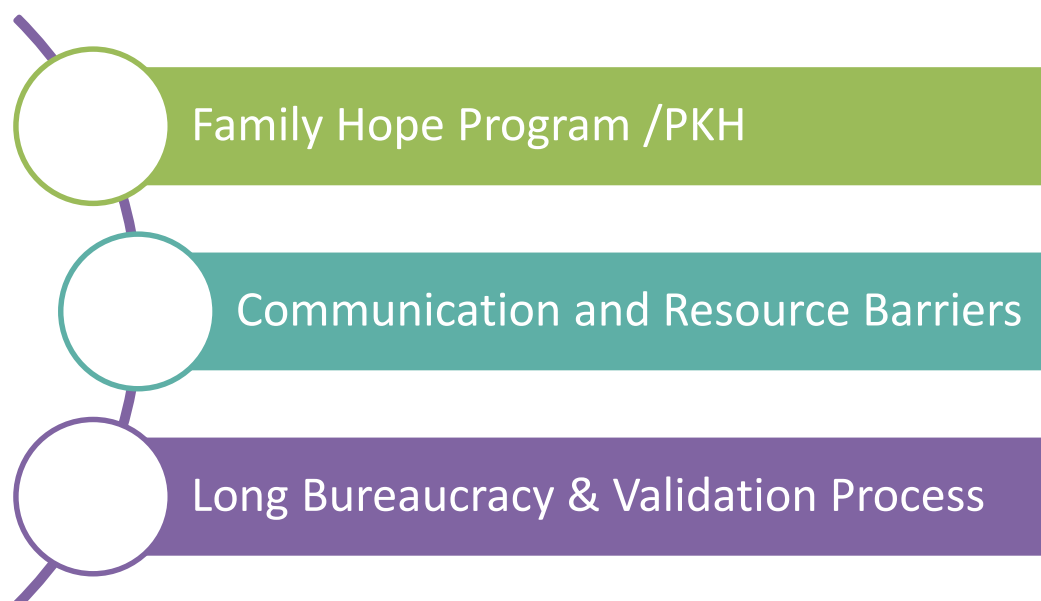 Family Hope Program /PKH
Communication and Resource Barriers
Long Bureaucracy & Validation Process